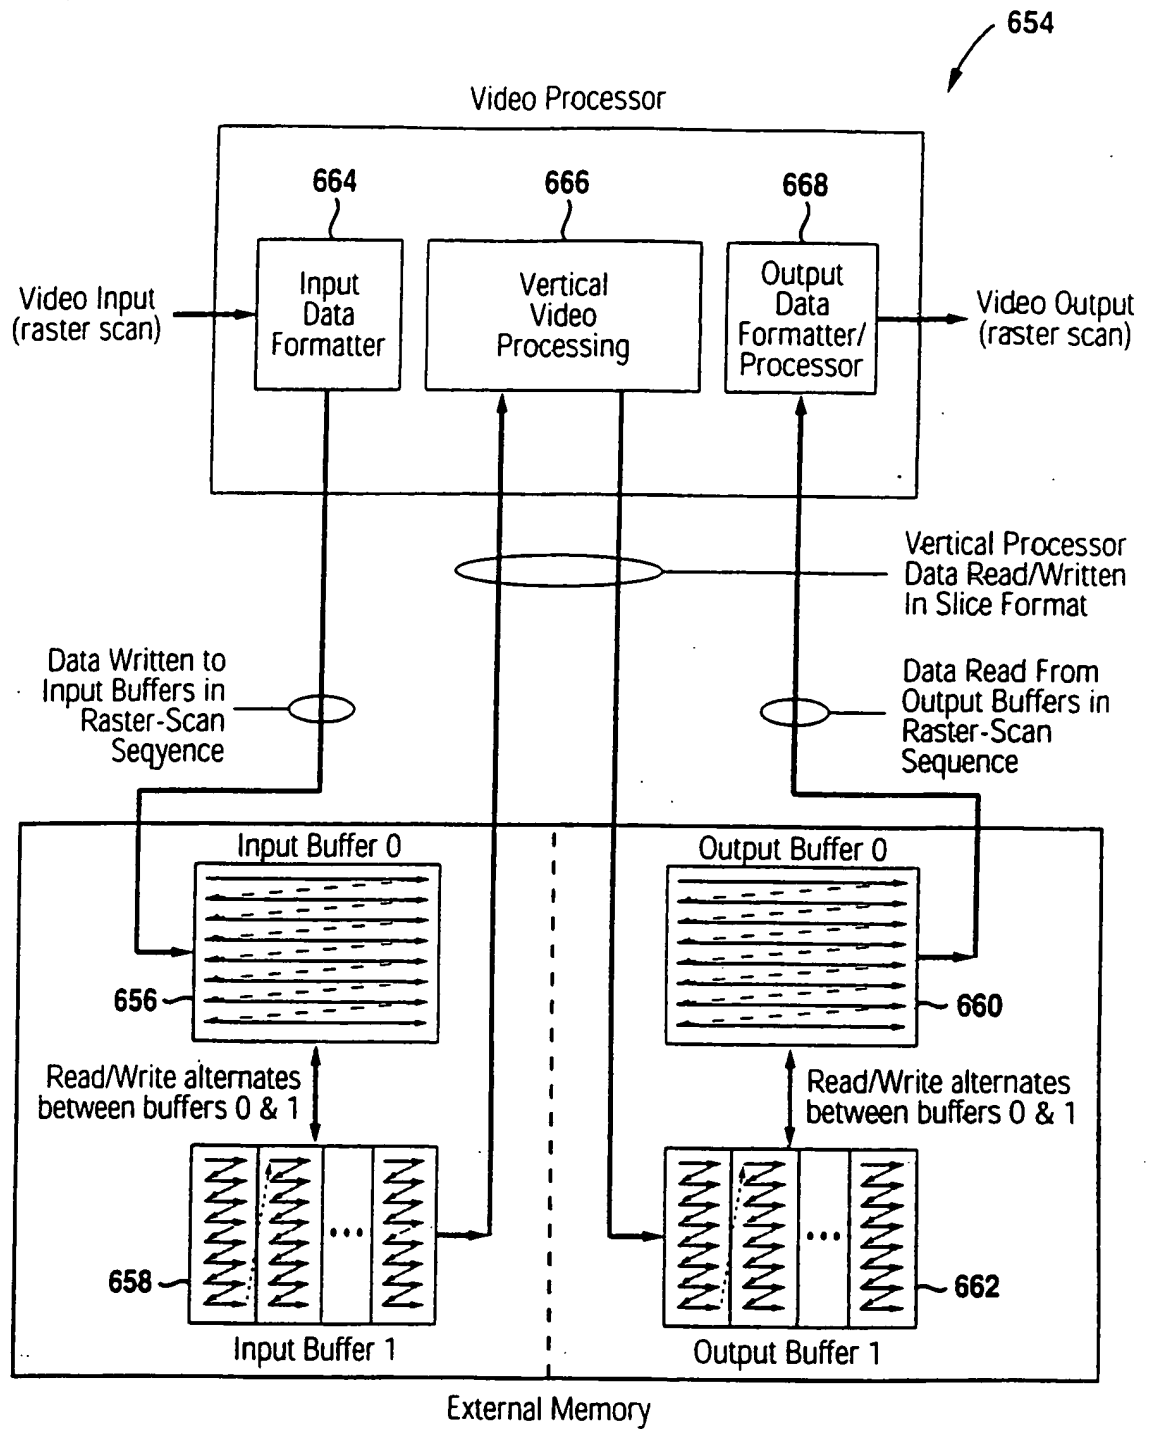 654
Video Processor
664
666
668
Input
Data
Formatter
Vertical
Video
Processing
Output
Data
Formatter/
Processor
Video Input
(raster scan)
Video Output
(raster scan)
Vertical Processor
Data Read/Written
In Slice Format
Data Written to
Input Buffers in
Raster-Scan
Seqyence
Data Read From
Output Buffers in
Raster-Scan
Sequence
Input Buffer 0
Output Buffer 0
656
660
Read/Write alternates
between buffers 0 & 1
Read/Write alternates
between buffers 0 & 1
658
662
Input Buffer 1
Output Buffer 1
External Memory